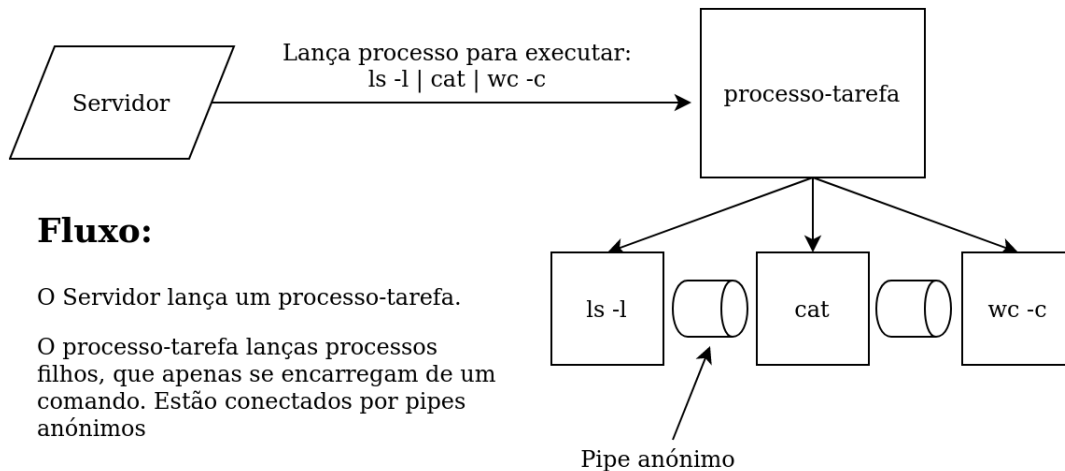 Lança processo para executar:
ls -l | cat | wc -c
Servidor
processo-tarefa
Fluxo:
O Servidor lança um processo-tarefa.
O processo-tarefa lanças processos
filhos, que apenas se encarregam de um
comando. Estão conectados por pipes
anónimos
ls -l
cat
wc -c
Pipe anónimo